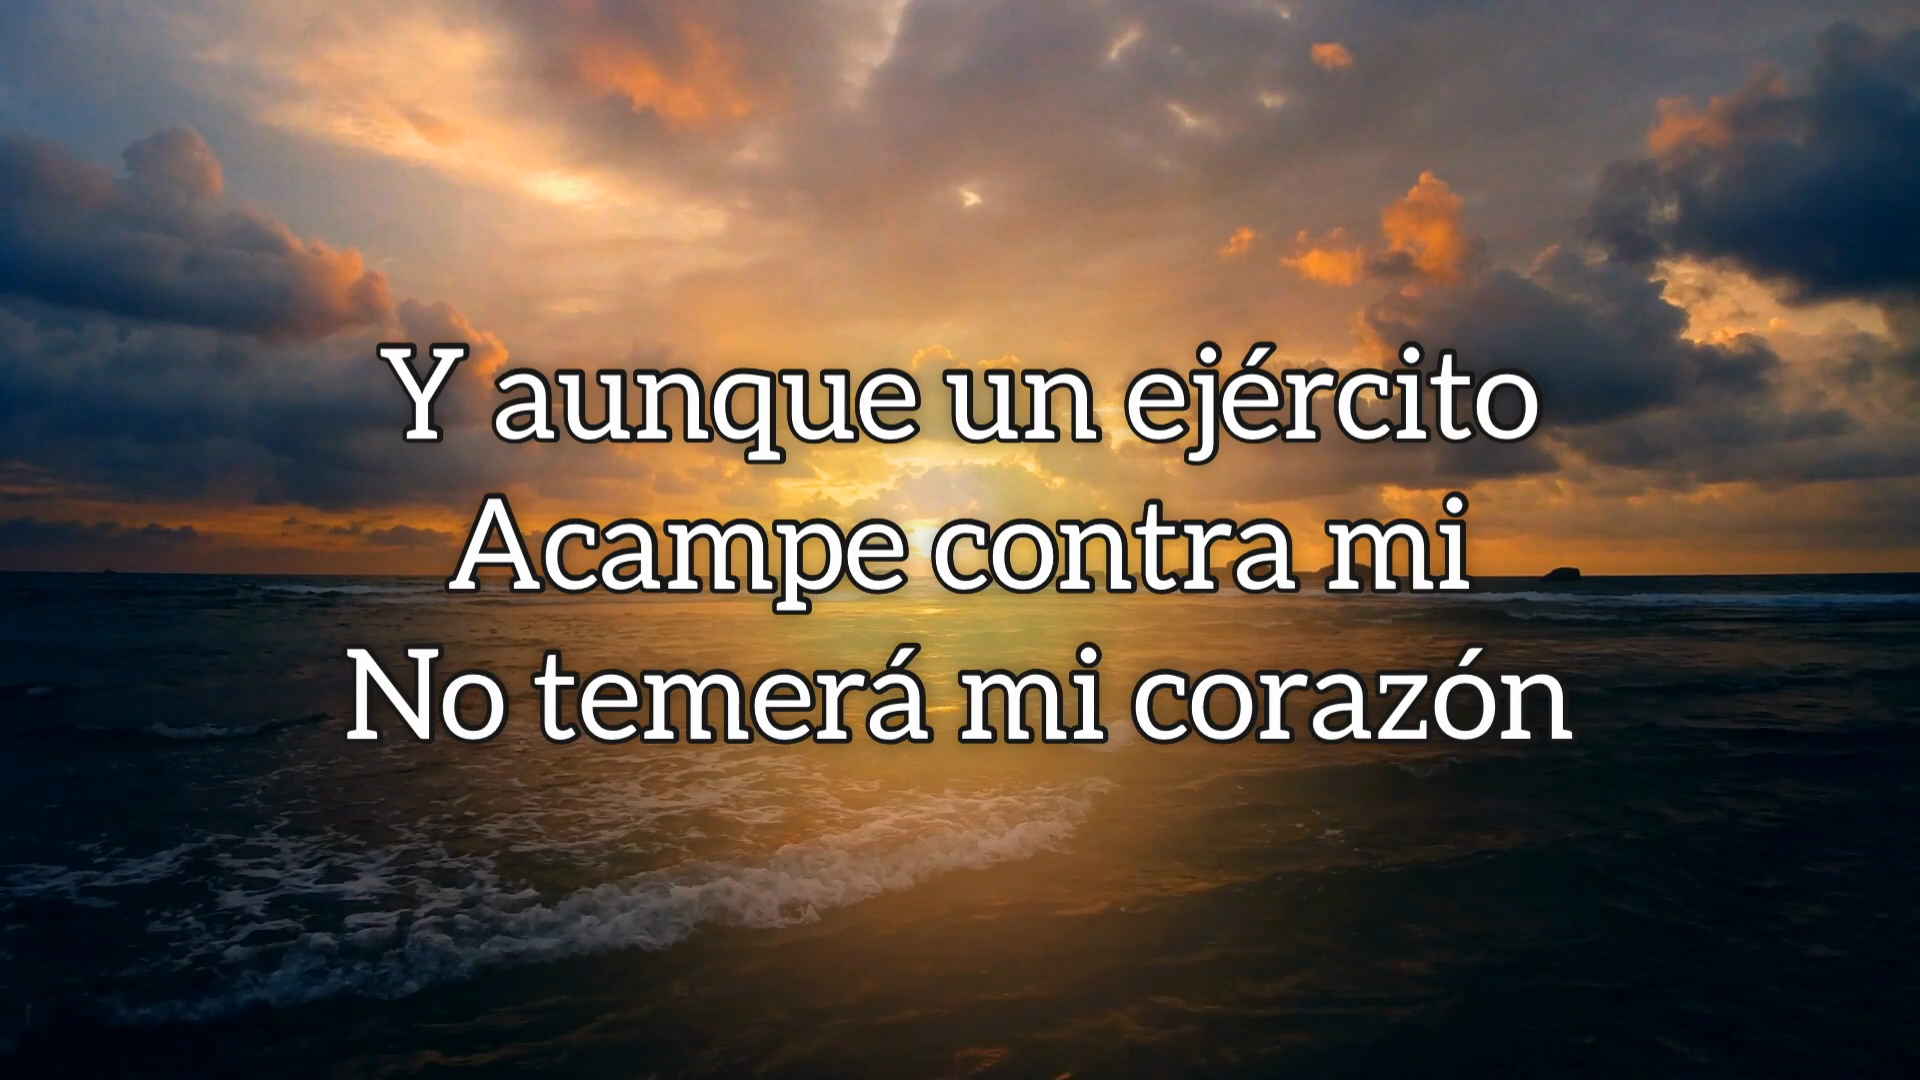 Y aunque un ejército
Acampe contra mi
No temerá mi corazón